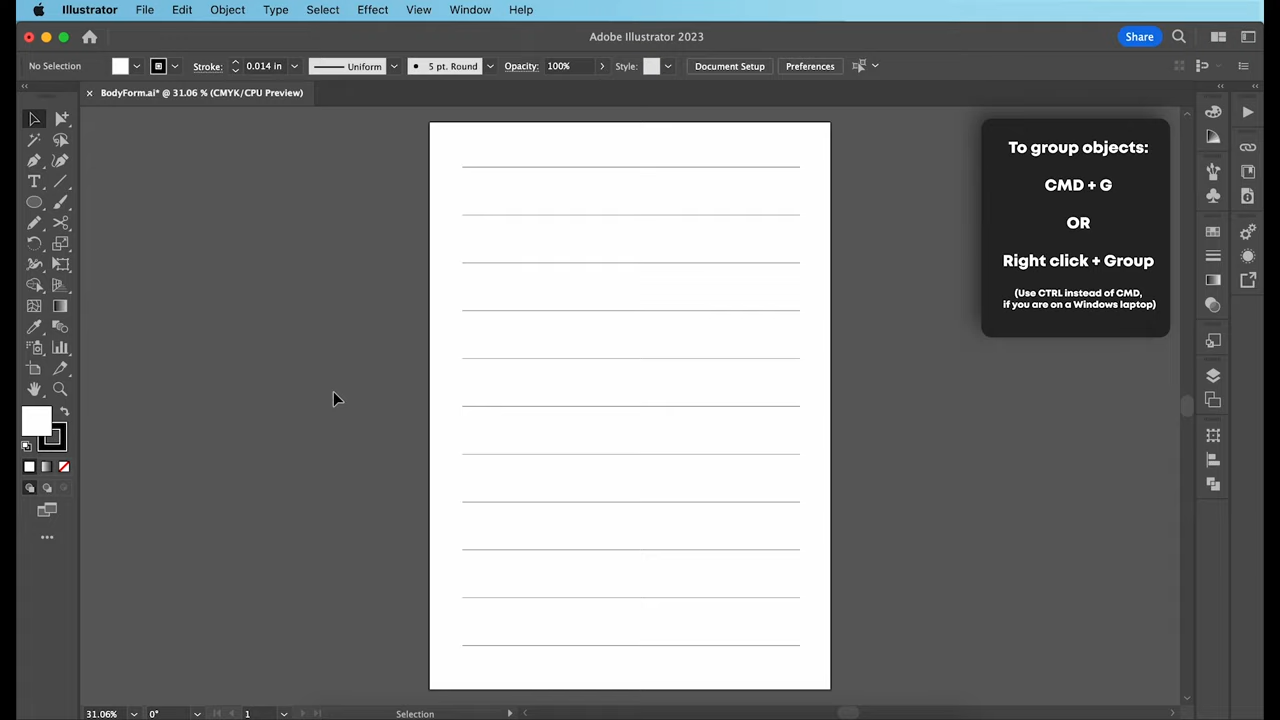 Illustrator File Edit Object Type Select Effect View Window Help
Adobe Illustrator 2023
Share
No Selection
Stroke: 0.014 in
Uniform
5 pt. Round
Opacity: 100%
Style:
Document Setup
Preferences
BodyForm.ai* @ 31.06 % (CMYK/CPU Preview)
To group objects:
CMD + G
OR
Right click + Group
(Use CTRL instead of CMD,
if you are on a Windows laptop)
31.06% 0° 1 Selection